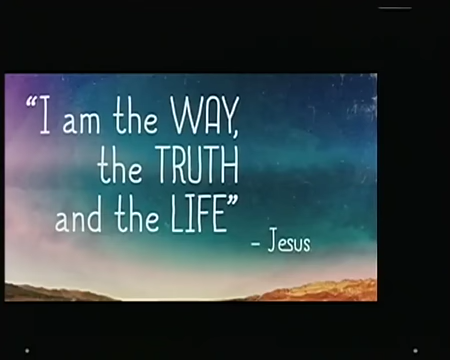 “I am the WAY,
the TRUTH
and the LIFE”
– Jesus